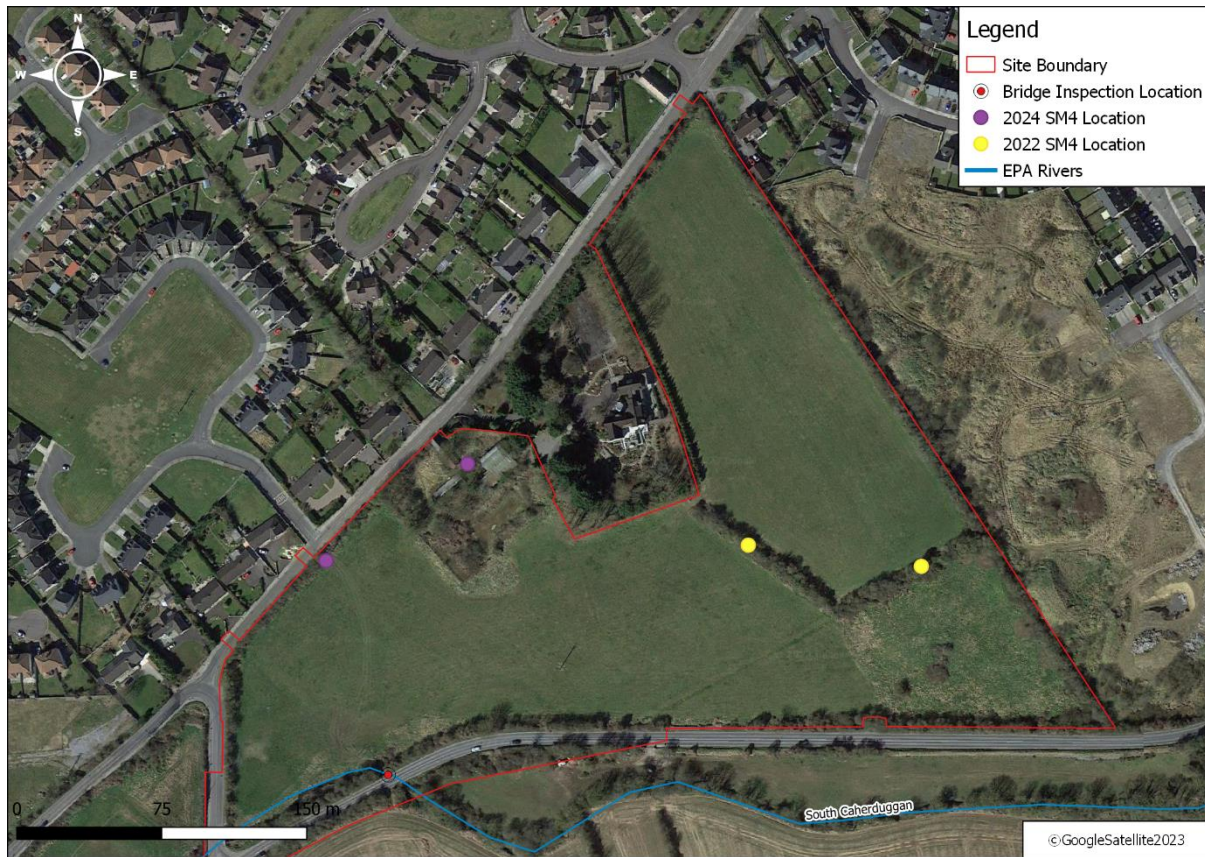 N
W E
S
Legend
Site Boundary
Bridge Inspection Location
2024 SM4 Location
2022 SM4 Location
EPA Rivers
South Caherduggan
0 75 150 m
©GoogleSatellite2023